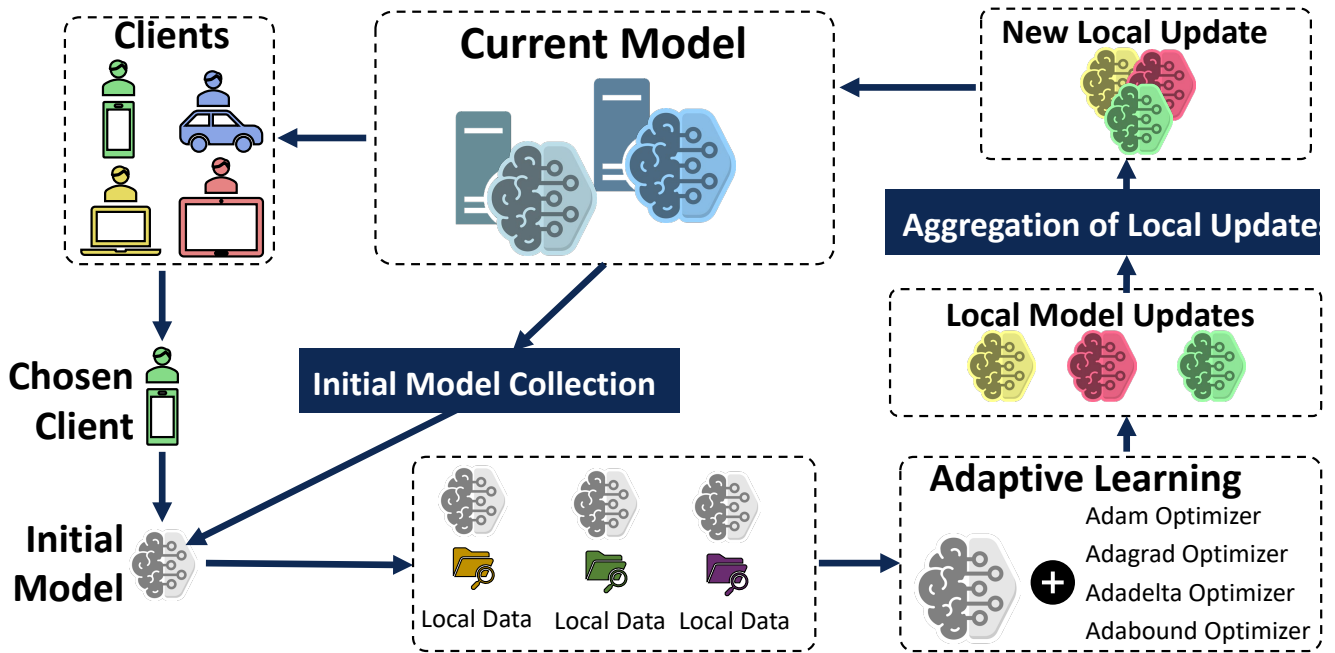 Clients
Current Model
New Local Update
Aggregation of Local Updates
Local Model Updates
Chosen
Client
Initial Model Collection
Initial
Model
Local Data
Local Data
Local Data
Adaptive Learning
Adam Optimizer
Adagrad Optimizer
Adadelta Optimizer
Adabound Optimizer